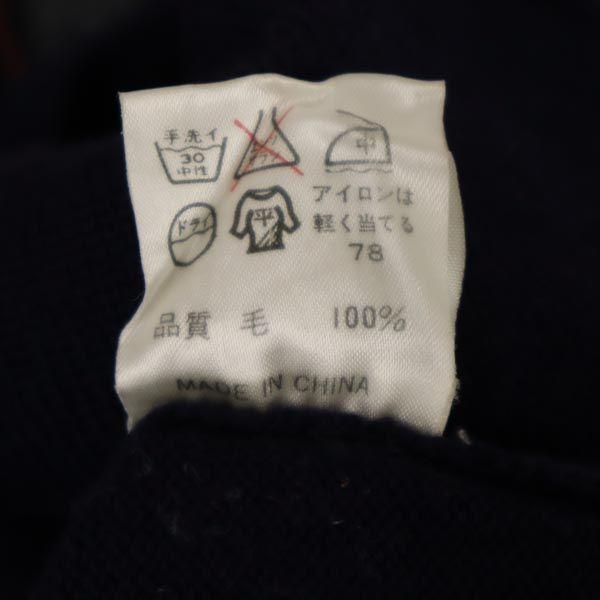 手洗イ
30
中性
中
ドライ
平
アイロンは
軽く当てる
78
品質 毛 100%
MADE IN CHINA